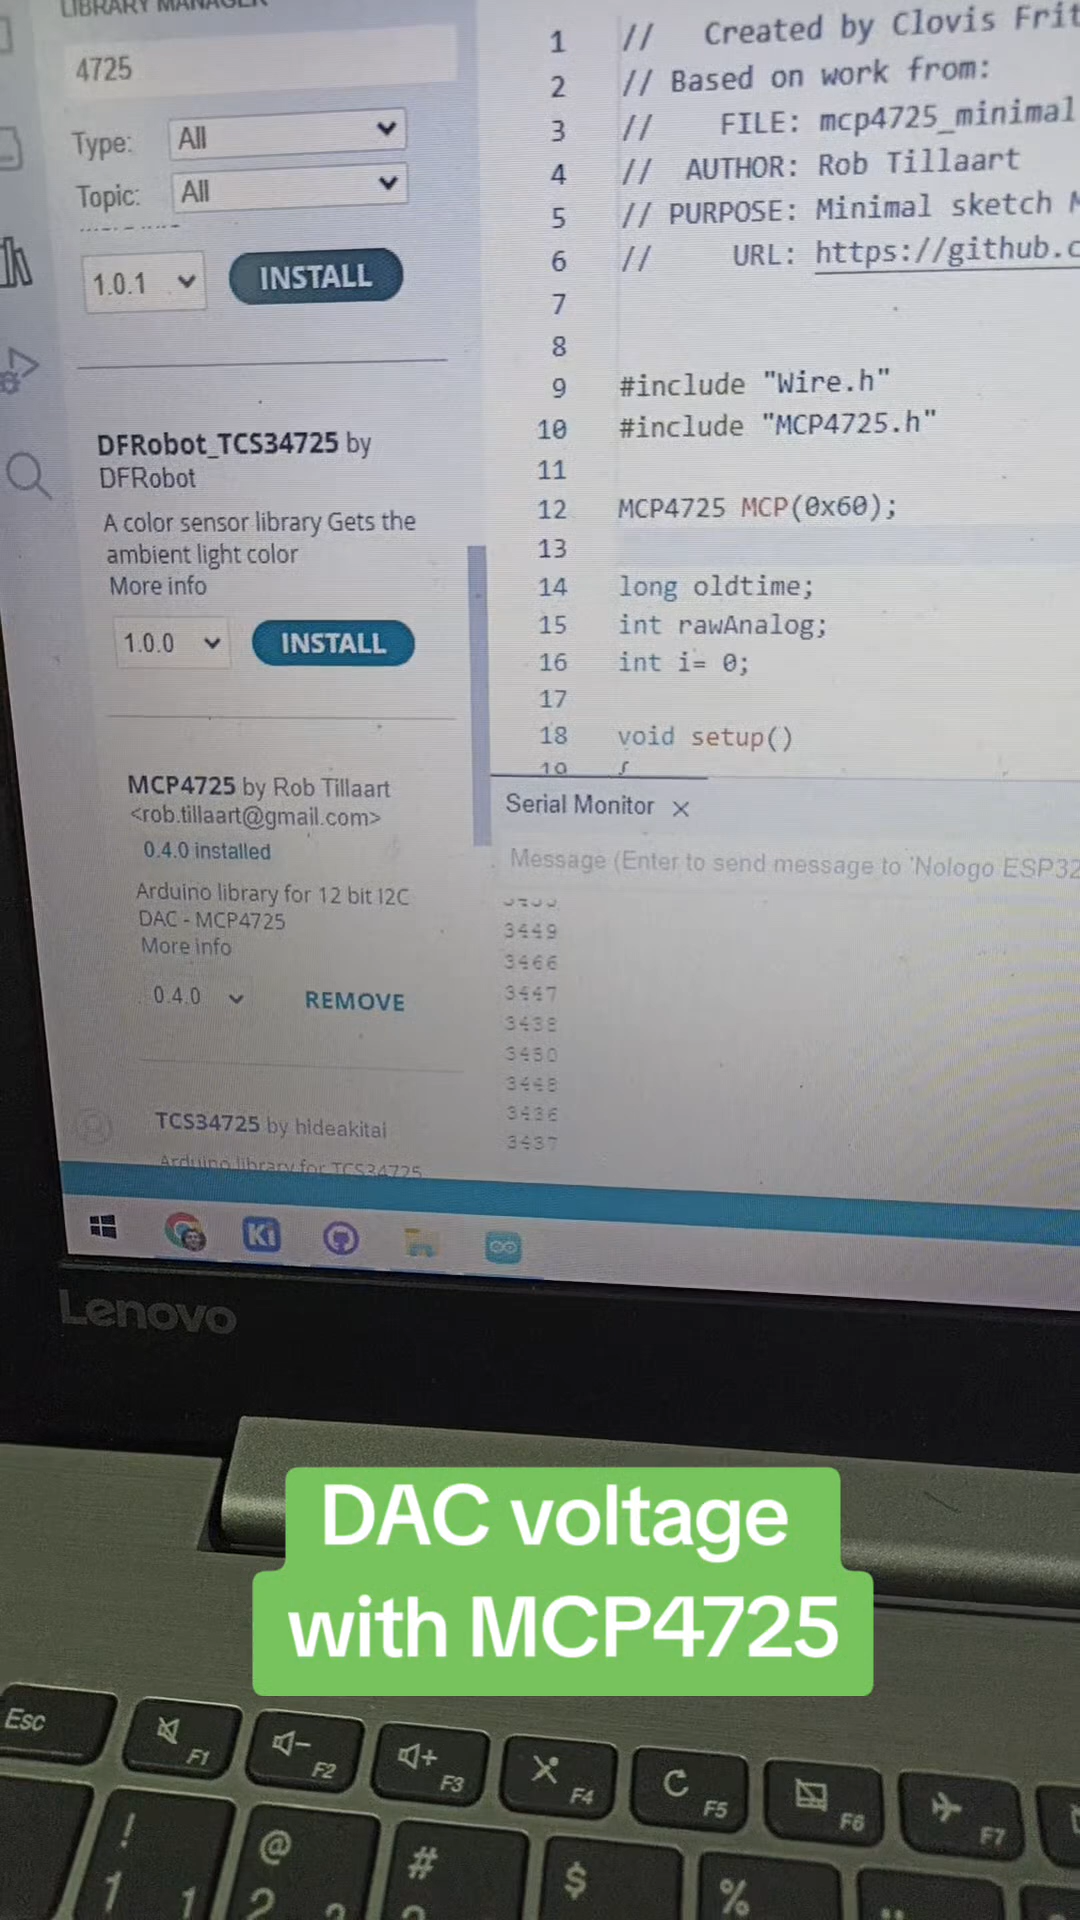 LIBRARY MANAGER
4725
Type: All
Topic: All
1.0.1 INSTALL
DFRobot_TCS34725 by
DFRobot
A color sensor library Gets the
ambient light color
More info
1.0.0 INSTALL
MCP4725 by Rob Tillaart
<rob.tillaart@gmail.com>
0.4.0 installed
Arduino library for 12 bit I2C
DAC - MCP4725
More info
0.4.0 REMOVE
TCS34725 by hideakitai
Arduino library for TCS34725
1 // Created by Clovis Frit
2 // Based on work from:
3 // FILE: mcp4725_minimal
4 // AUTHOR: Rob Tillaart
5 // PURPOSE: Minimal sketch M
6 // URL: https://github.c
7
8
9 #include "Wire.h"
10 #include "MCP4725.h"
11
12 MCP4725 MCP(0x60);
13
14 long oldtime;
15 int rawAnalog;
16 int i= 0;
17
18 void setup()
19 {
Serial Monitor ×
Message (Enter to send message to 'Nologo ESP32
3449
3466
3447
3438
3450
3448
3436
3437
Ki
Lenovo
DAC voltage
with MCP4725
Esc
F1
F2
F3
F4
F5
F6
F7
! @ # $ %
1 1 2